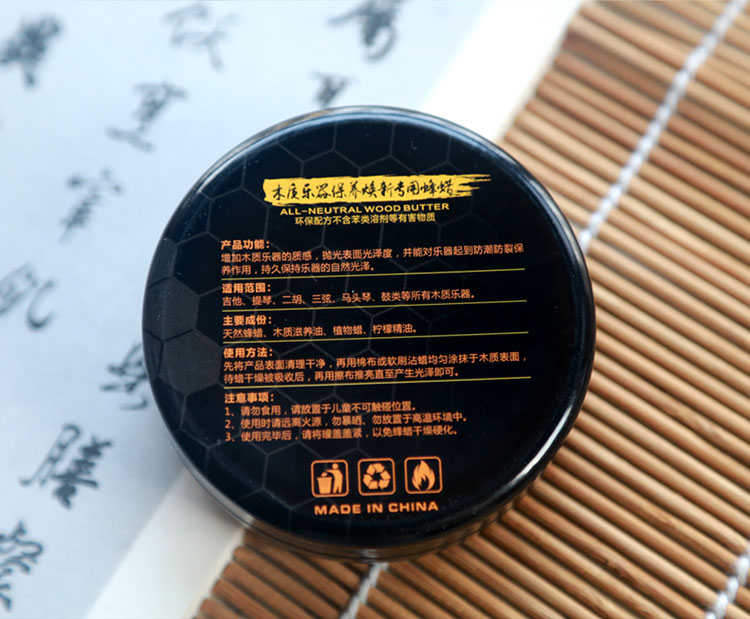 木质乐器保养焕新专用蜂蜡
ALL-NEUTRAL WOOD BUTTER
环保配方不含苯类溶剂等有害物质
产品功能：
增加木质乐器的质感，抛光表面光泽度，并能对乐器起到防潮防裂保
养作用，持久保持乐器的自然光泽。
适用范围：
吉他、提琴、二胡、三弦、马头琴、鼓类等所有木质乐器。
主要成份：
天然蜂蜡、木质滋养油、植物蜡、柠檬精油。
使用方法：
先将产品表面清理干净，再用棉布或软刷沾蜡均匀涂抹于木质表面，
待蜡干燥被吸收后，再用擦布推亮直至产生光泽即可。
注意事项：
1、请勿食用，请放置于儿童不可触碰位置。
2、使用时请远离火源，勿暴晒、勿放置于高温环境中。
3、使用完毕后，请将罐盖盖紧，以免蜂蜡干燥硬化。
MADE IN CHINA
膳